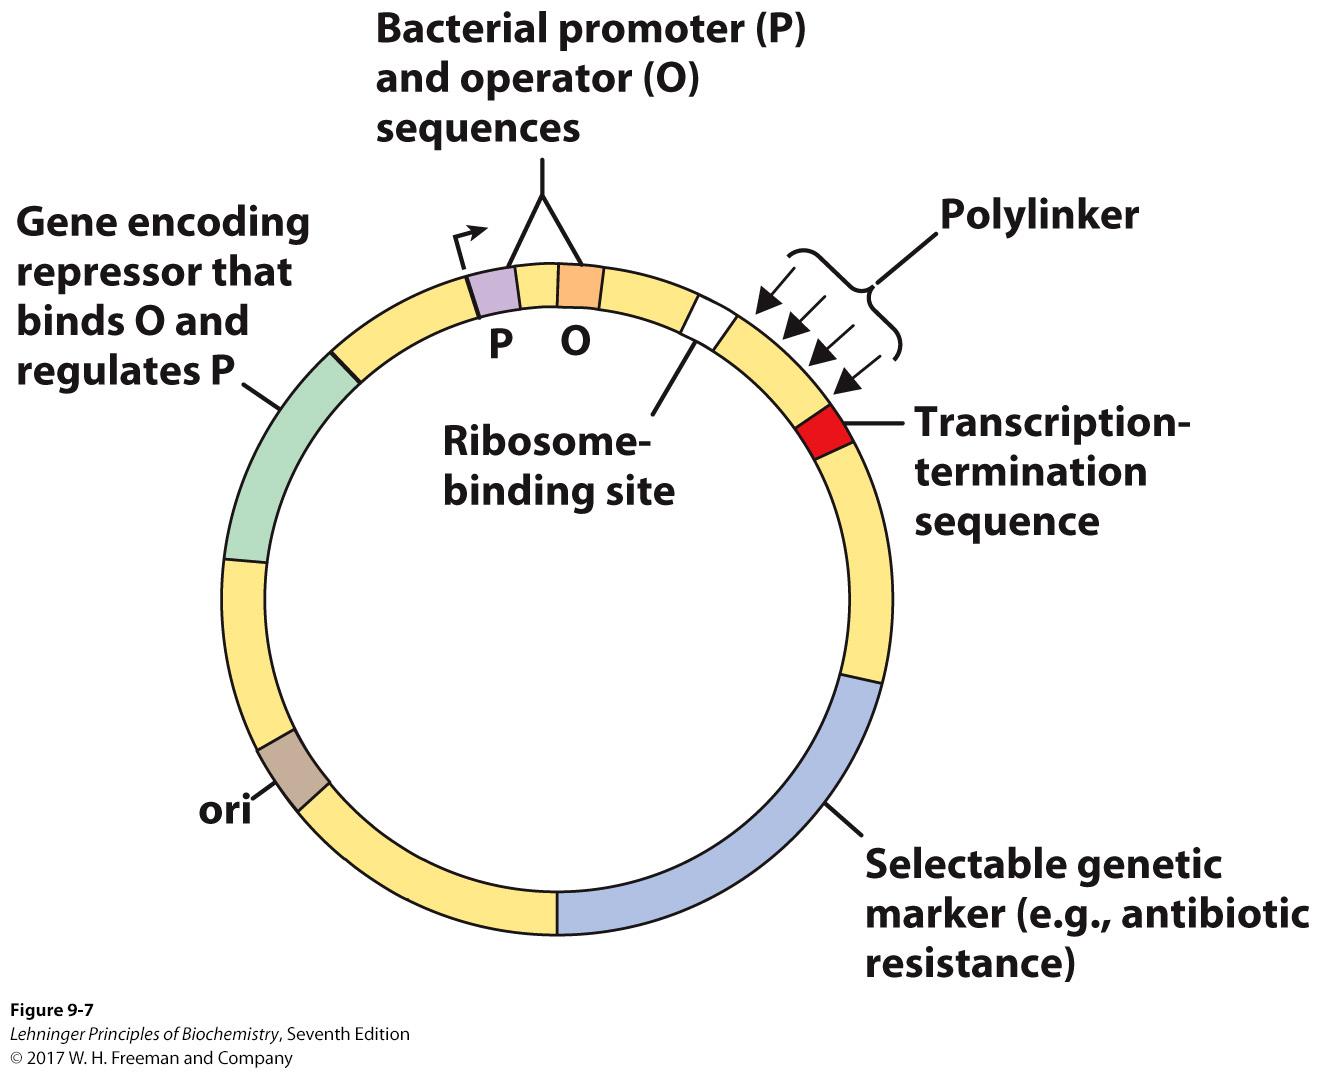 Bacterial promoter (P)
and operator (O)
sequences
Gene encoding
repressor that
binds O and
regulates P
Polylinker
P
O
Ribosome-
binding site
Transcription-
termination
sequence
ori
Selectable genetic
marker (e.g., antibiotic
resistance)
Figure 9-7
Lehninger Principles of Biochemistry, Seventh Edition
© 2017 W. H. Freeman and Company